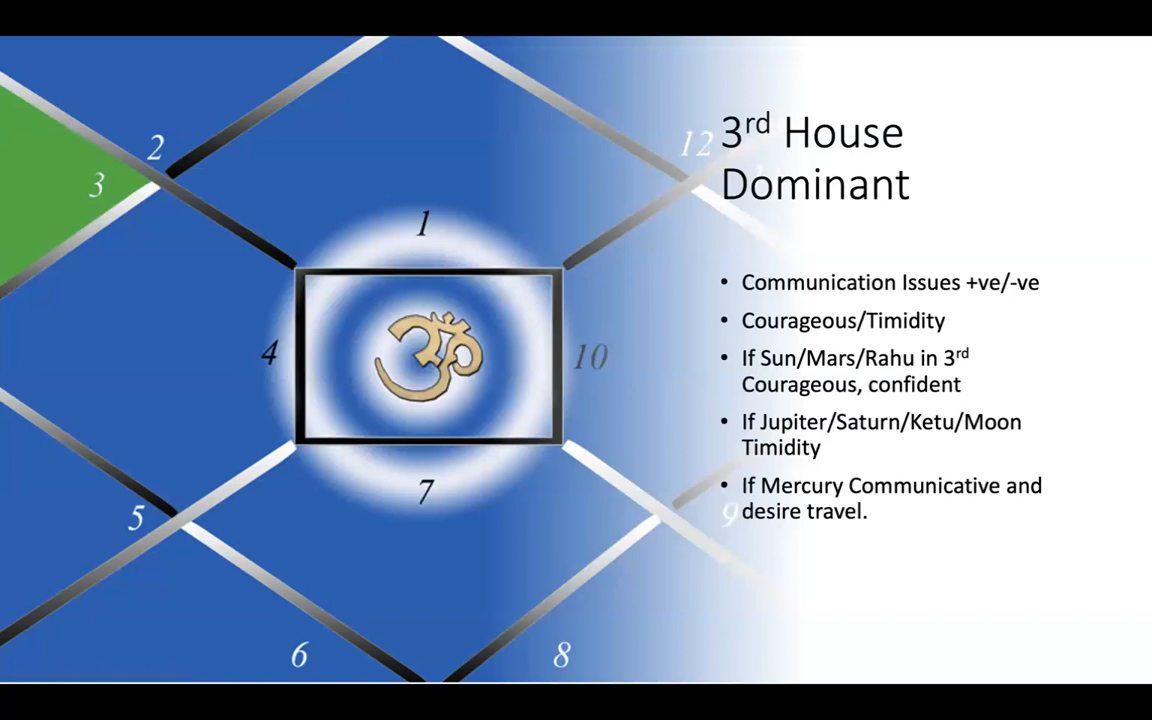 3rd House
Dominant
• Communication Issues +ve/-ve
• Courageous/Timidity
• If Sun/Mars/Rahu in 3rd
Courageous, confident
• If Jupiter/Saturn/Ketu/Moon
Timidity
• If Mercury Communicative and
desire travel.
2
12
3
1
ॐ
4
10
7
5
9
6
8